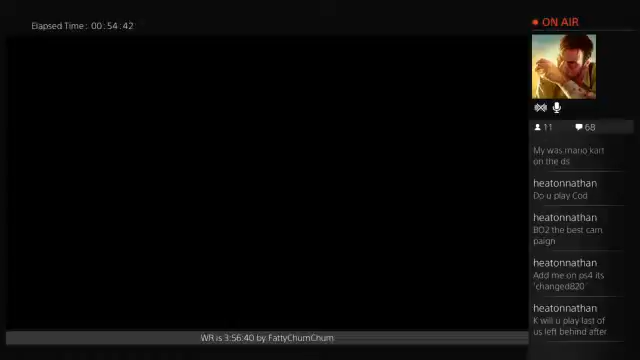 Elapsed Time: 00:54:42
ON AIR
11
68
My was mario kart
on the ds
heatonnathan
Do u play Cod
heatonnathan
BO2 the best cam
paign
heatonnathan
Add me on ps4 its
'changed820'
heatonnathan
K will u play last of
us left behind after
WR is 3:56:40 by FattyChumChum